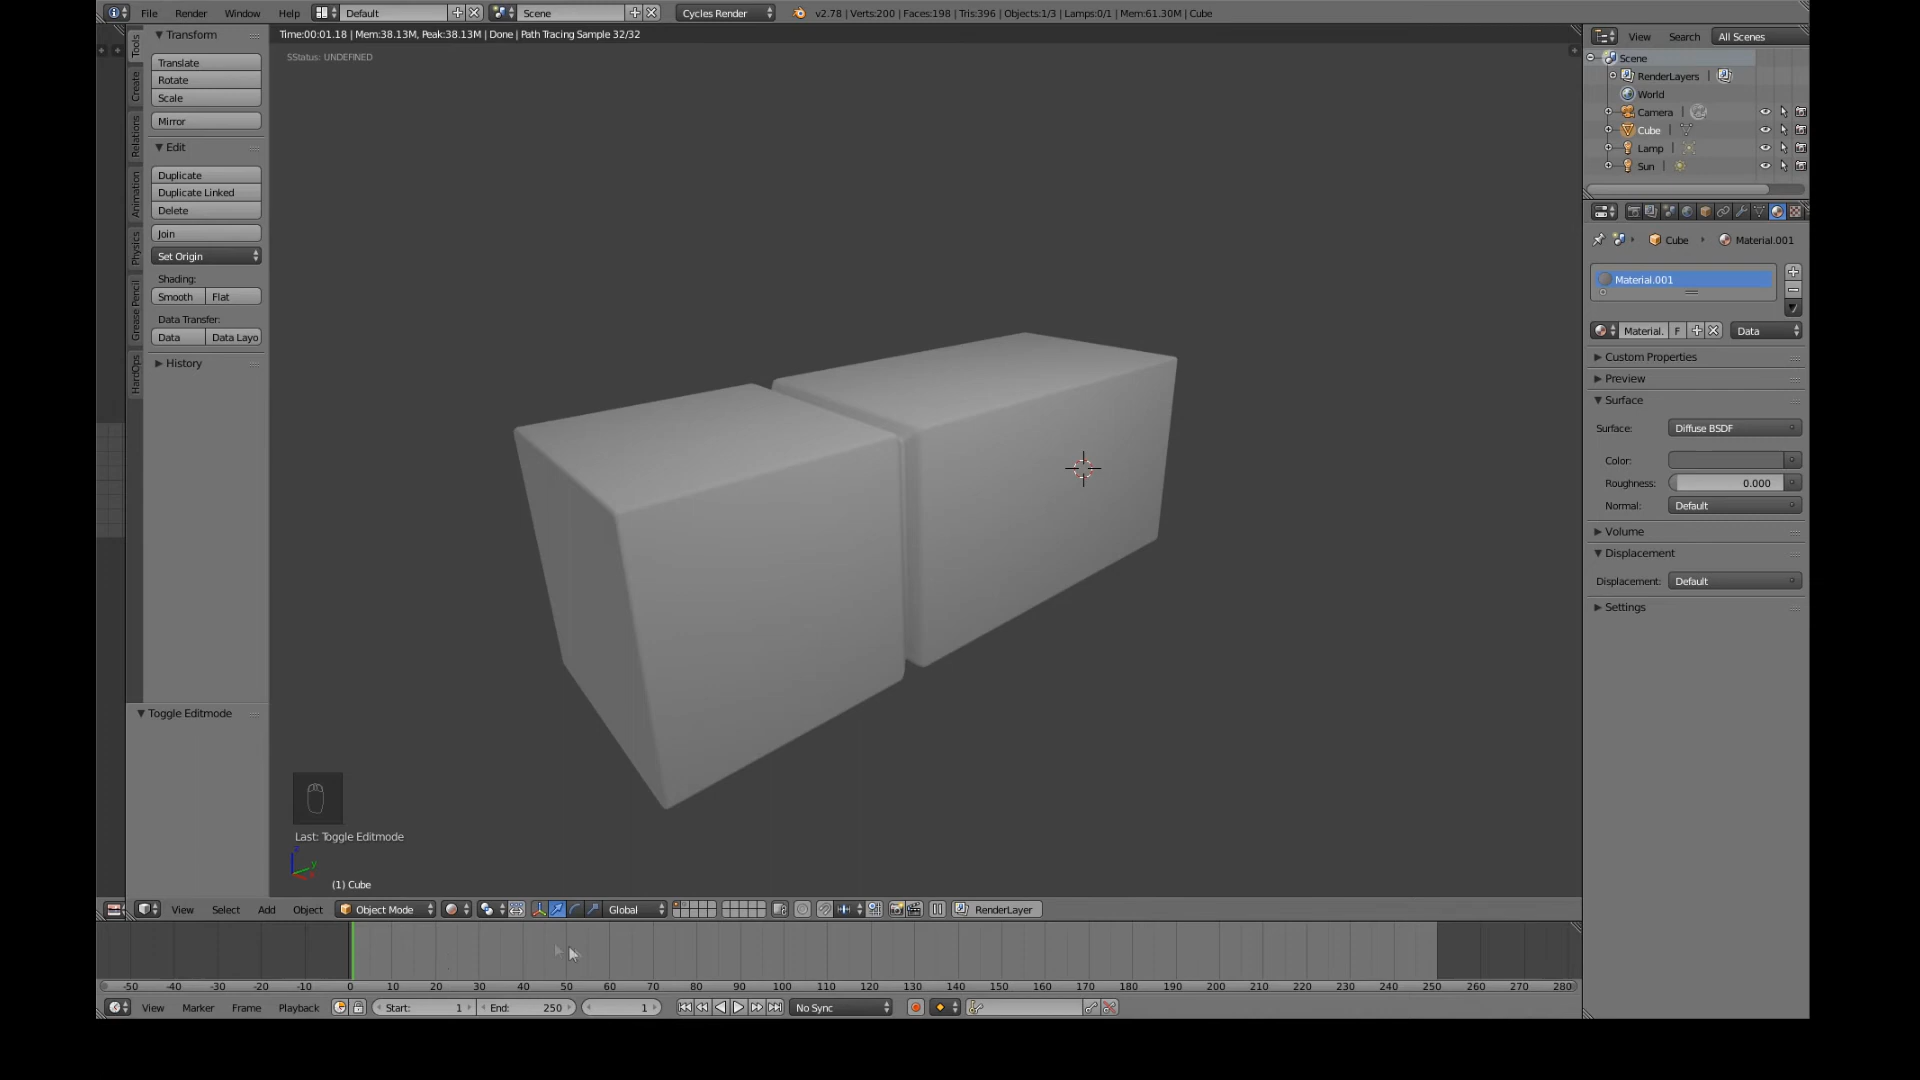 File Render Window Help Default Scene Cycles Render v2.78 | Verts:200 | Faces:198 | Tris:396 | Objects:1/3 | Lamps:0/1 | Mem:61.30M | Cube
Time:00:01.18 | Mem:38.13M, Peak:38.13M | Done | Path Tracing Sample 32/32
SStatus: UNDEFINED
Tools
Create
Relations
Animation
Physics
Grease Pencil
HardOps
Transform
Translate
Rotate
Scale
Mirror
Edit
Duplicate
Duplicate Linked
Delete
Join
Set Origin
Shading:
Smooth Flat
Data Transfer:
Data Data Layo
History
Toggle Editmode
Last: Toggle Editmode
z
y
(1) Cube
View Select Add Object Object Mode Global RenderLayer
-50 -40 -30 -20 -10 0 10 20 30 40 50 60 70 80 90 100 110 120 130 140 150 160 170 180 190 200 210 220 230 240 250 260 270 280
View Marker Frame Playback Start: 1 End: 250 1 No Sync
View Search All Scenes
Scene
RenderLayers |
World
Camera |
Cube |
Lamp |
Sun |
Cube Material.001
Material.001
Material. F Data
Custom Properties
Preview
Surface
Surface: Diffuse BSDF
Color:
Roughness: 0.000
Normal: Default
Volume
Displacement
Displacement: Default
Settings